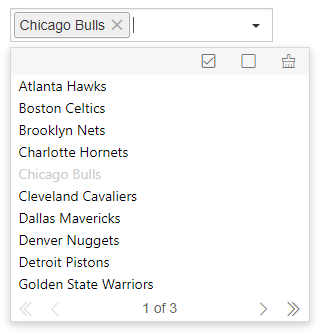 Chicago Bulls
Atlanta Hawks
Boston Celtics
Brooklyn Nets
Charlotte Hornets
Chicago Bulls
Cleveland Cavaliers
Dallas Mavericks
Denver Nuggets
Detroit Pistons
Golden State Warriors
1 of 3